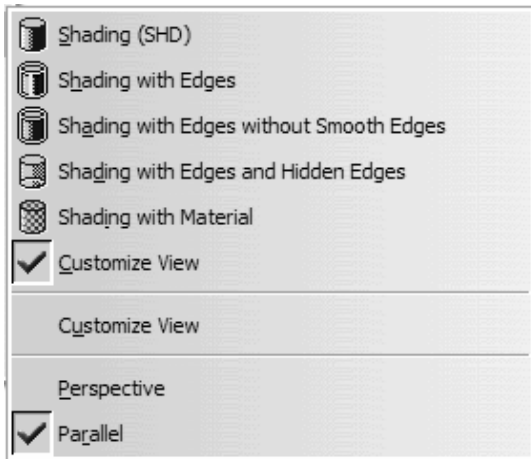 Shading (SHD)
Shading with Edges
Shading with Edges without Smooth Edges
Shading with Edges and Hidden Edges
Shading with Material
Customize View
Customize View
Perspective
Parallel